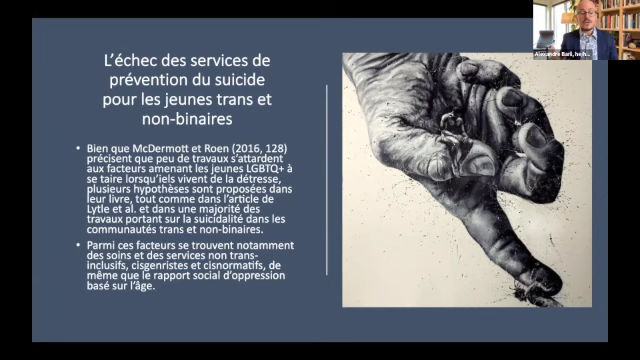 L'échec des services de
prévention du suicide
pour les jeunes trans et
non-binaires
• Bien que McDermott et Roen (2016, 128)
précisent que peu de travaux s'attardent
aux facteurs amenant les jeunes LGBTQ+ à
se taire lorsqu'iels vivent de la détresse,
plusieurs hypothèses sont proposées dans
leur livre, tout comme dans l'article de
Lytle et al. et dans une majorité des
travaux portant sur la suicidalité dans les
communautés trans et non-binaires.
• Parmi ces facteurs se trouvent notamment
des soins et des services non trans-
inclusifs, cisgenristes et cisnormatifs, de
même que le rapport social d'oppression
basé sur l'âge.
Alexandre Baril, he/h...